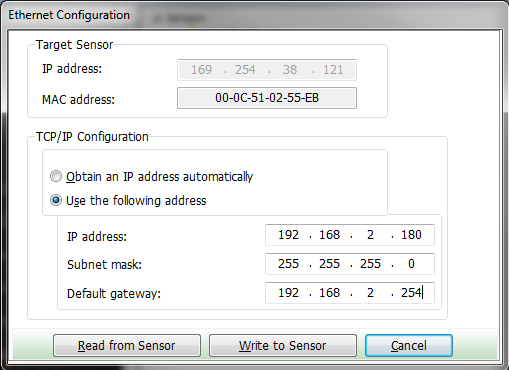 Ethernet Configuration
Target Sensor
IP address: 169 . 254 . 38 . 121
MAC address: 00-0C-51-02-55-EB
TCP/IP Configuration
Obtain an IP address automatically
Use the following address
IP address: 192 . 168 . 2 . 180
Subnet mask: 255 . 255 . 255 . 0
Default gateway: 192 . 168 . 2 . 254
Read from Sensor Write to Sensor Cancel